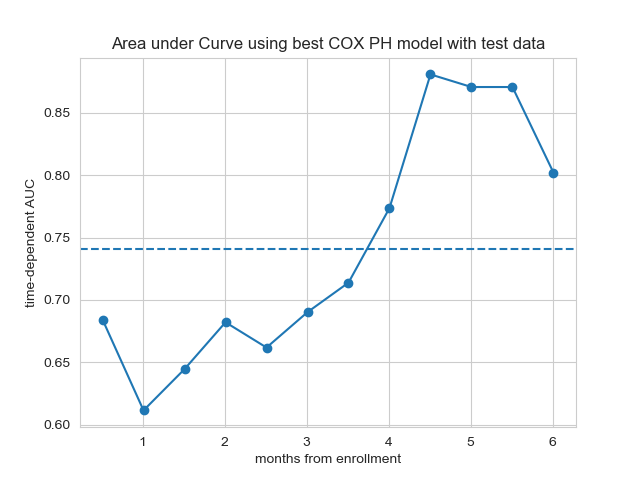 Area under Curve using best COX PH model with test data
time-dependent AUC
0.85
0.80
0.75
0.70
0.65
0.60
1 2 3 4 5 6
months from enrollment